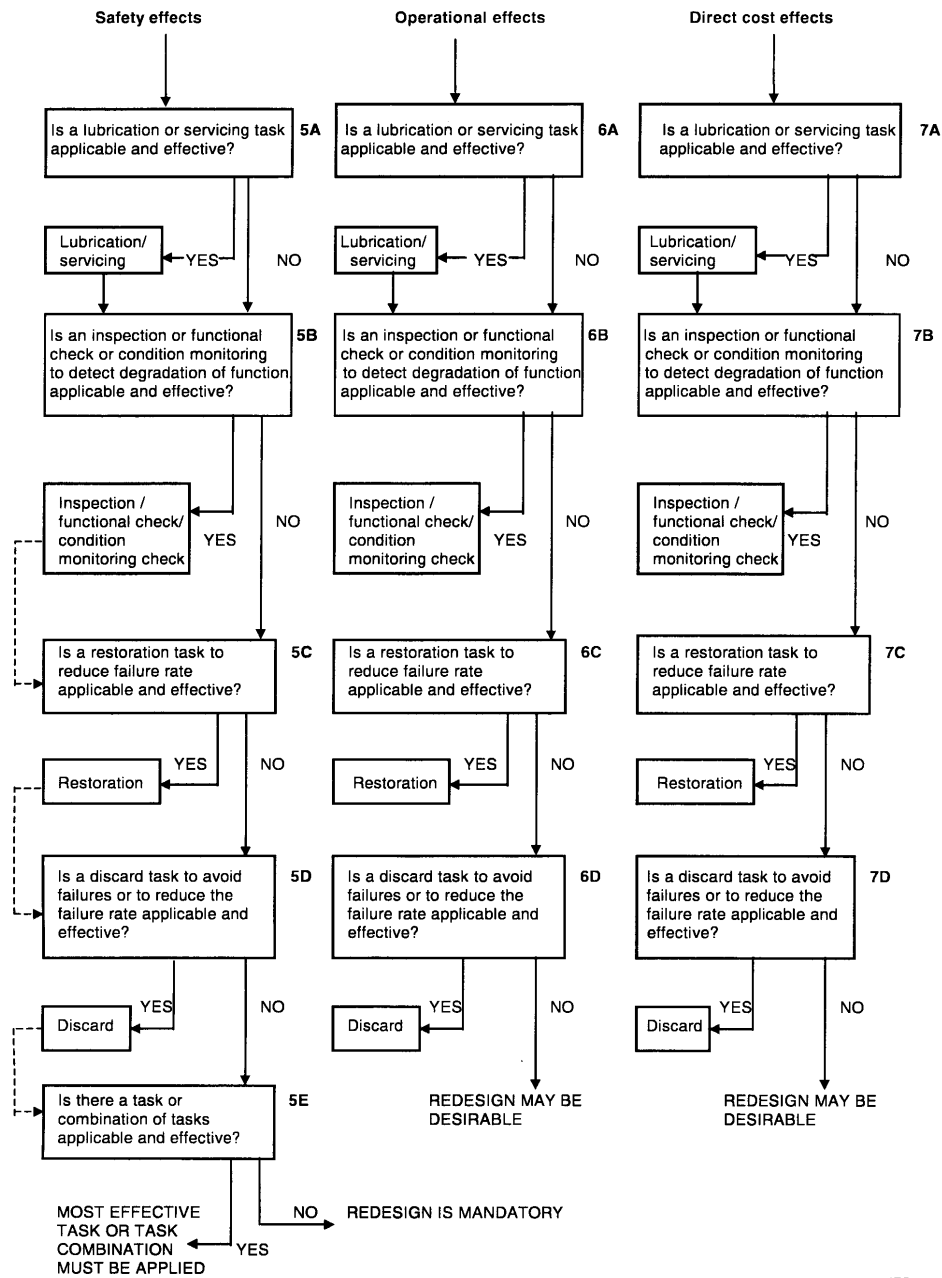 Safety effects
Operational effects
Direct cost effects
Is a lubrication or servicing task
applicable and effective?
5A
Is a lubrication or servicing task
applicable and effective?
6A
Is a lubrication or servicing task
applicable and effective?
7A
Lubrication/
servicing
YES
NO
Lubrication/
servicing
YES
NO
Lubrication/
servicing
YES
NO
Is an inspection or functional
check or condition monitoring
to detect degradation of function
applicable and effective?
5B
Is an inspection or functional
check or condition monitoring
to detect degradation of function
applicable and effective?
6B
Is an inspection or functional
check or condition monitoring
to detect degradation of function
applicable and effective?
7B
Inspection /
functional check/
condition
monitoring check
YES
NO
Inspection /
functional check/
condition
monitoring check
YES
NO
Inspection /
functional check/
condition
monitoring check
YES
NO
Is a restoration task to
reduce failure rate
applicable and effective?
5C
Is a restoration task to
reduce failure rate
applicable and effective?
6C
Is a restoration task to
reduce failure rate
applicable and effective?
7C
Restoration
YES
NO
Restoration
YES
NO
Restoration
YES
NO
Is a discard task to avoid
failures or to reduce the
failure rate applicable and
effective?
5D
Is a discard task to avoid
failures or to reduce the
failure rate applicable and
effective?
6D
Is a discard task to avoid
failures or to reduce the
failure rate applicable and
effective?
7D
Discard
YES
NO
Discard
YES
NO
Discard
YES
NO
Is there a task or
combination of tasks
applicable and effective?
5E
REDESIGN MAY BE
DESIRABLE
REDESIGN MAY BE
DESIRABLE
MOST EFFECTIVE
TASK OR TASK
COMBINATION
MUST BE APPLIED
YES
NO
REDESIGN IS MANDATORY